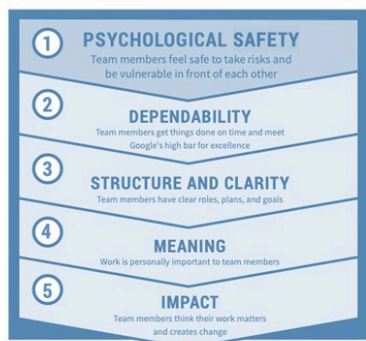 1
PSYCHOLOGICAL SAFETY
Team members feel safe to take risks and
be vulnerable in front of each other
2
DEPENDABILITY
Team members get things done on time and meet
Google's high bar for excellence
3
STRUCTURE AND CLARITY
Team members have clear roles, plans, and goals
4
MEANING
Work is personally important to team members
5
IMPACT
Team members think their work matters
and creates change